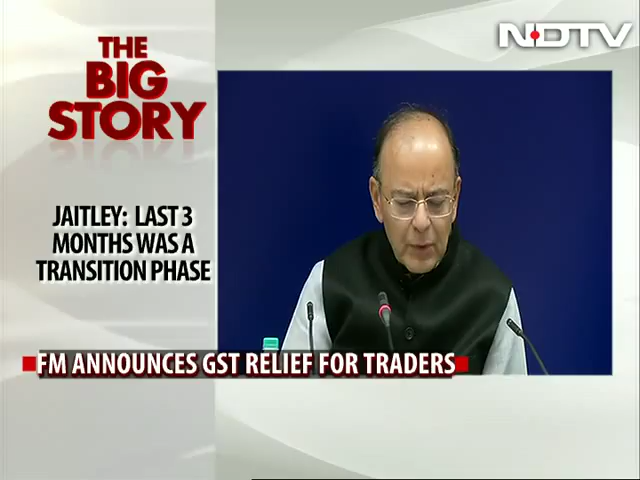 NDTV
THE
BIG
STORY
JAITLEY: LAST 3
MONTHS WAS A
TRANSITION PHASE
FM ANNOUNCES GST RELIEF FOR TRADERS